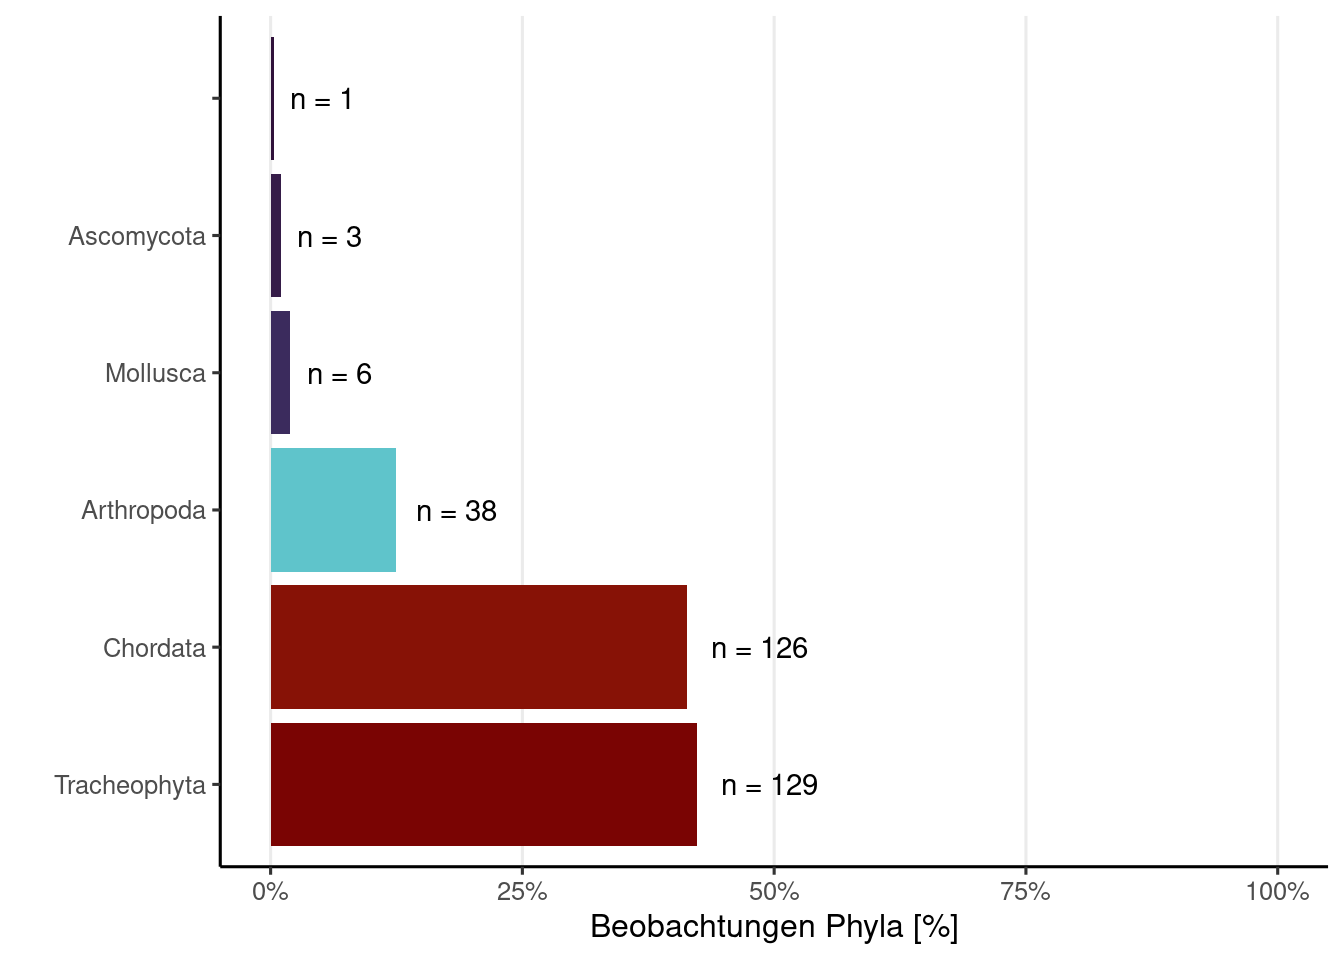 n = 1
Ascomycota n = 3
Mollusca n = 6
Arthropoda n = 38
Chordata n = 126
Tracheophyta n = 129
0% 25% 50% 75% 100%
Beobachtungen Phyla [%]